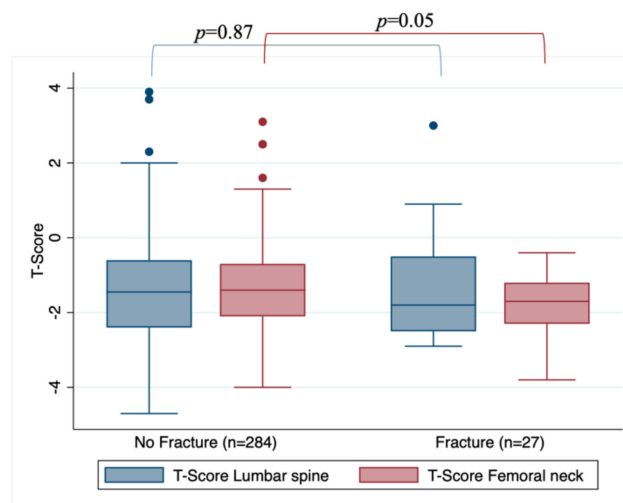 p=0.87
p=0.05
4
2
0
-2
-4
T-Score
No Fracture (n=284)
Fracture (n=27)
T-Score Lumbar spine
T-Score Femoral neck